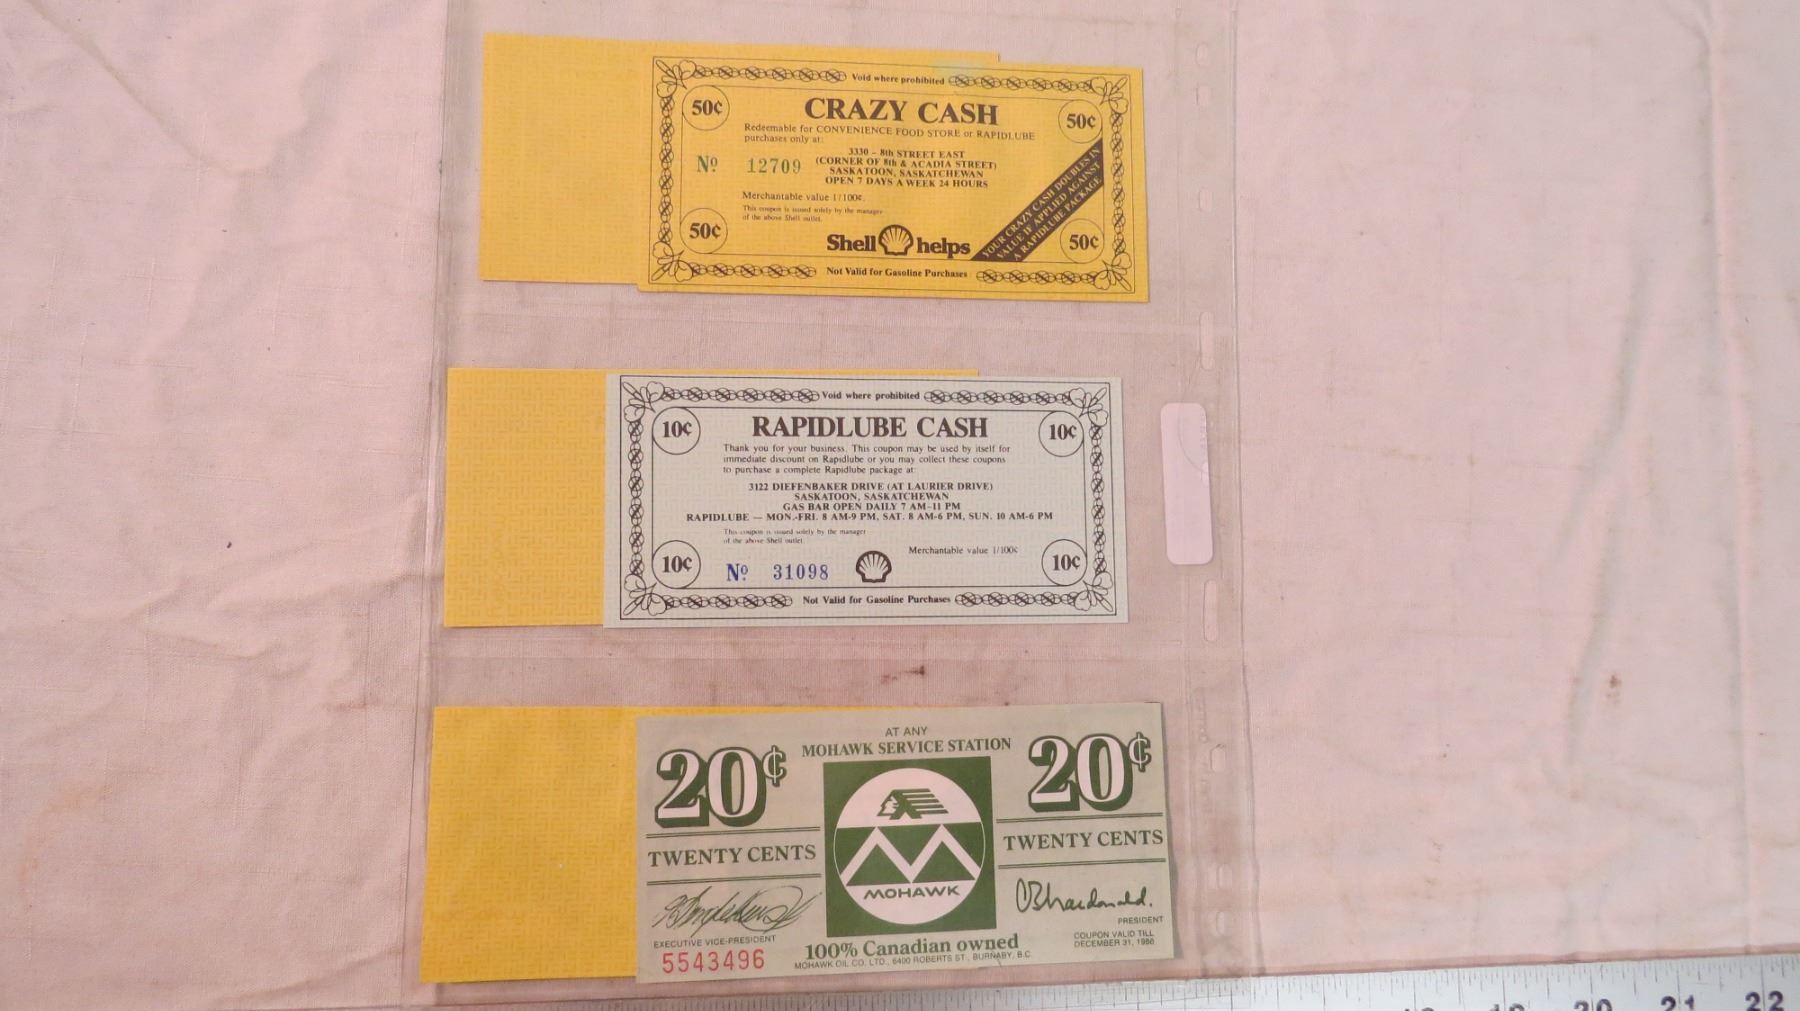 Void where prohibited
50¢ CRAZY CASH 50¢
Redeemable for CONVENIENCE FOOD STORE or RAPIDLUBE
purchases only at:
3330 - 8th STREET EAST
Nº 12709 (CORNER OF 8th & ACADIA STREET)
SASKATOON, SASKATCHEWAN
OPEN 7 DAYS A WEEK 24 HOURS
Merchantable value 1/100¢.
This coupon is issued solely by the manager
of the above Shell outlet.
YOUR CRAZY CASH DOUBLES IN
VALUE IF APPLIED AGAINST
A RAPIDLUBE PACKAGE
50¢ Shell helps 50¢
Not Valid for Gasoline Purchases
Void where prohibited
10¢ RAPIDLUBE CASH 10¢
Thank you for your business. This coupon may be used by itself for
immediate discount on Rapidlube or you may collect these coupons
to purchase a complete Rapidlube package at:
3122 DIEFENBAKER DRIVE (AT LAURIER DRIVE)
SASKATOON, SASKATCHEWAN
GAS BAR OPEN DAILY 7 AM-11 PM
RAPIDLUBE — MON.-FRI. 8 AM-9 PM, SAT. 8 AM-6 PM, SUN. 10 AM-6 PM
This coupon is issued solely by the manager
of the above Shell outlet.
Merchantable value 1/100¢
10¢ Nº 31098 10¢
Not Valid for Gasoline Purchases
AT ANY
MOHAWK SERVICE STATION
20¢ 20¢
TWENTY CENTS TWENTY CENTS
MOHAWK
EXECUTIVE VICE-PRESIDENT
PRESIDENT
5543496
100% Canadian owned
MOHAWK OIL CO. LTD., 6400 ROBERTS ST., BURNABY, B.C.
COUPON VALID TILL
DECEMBER 31, 1986
20 21 22